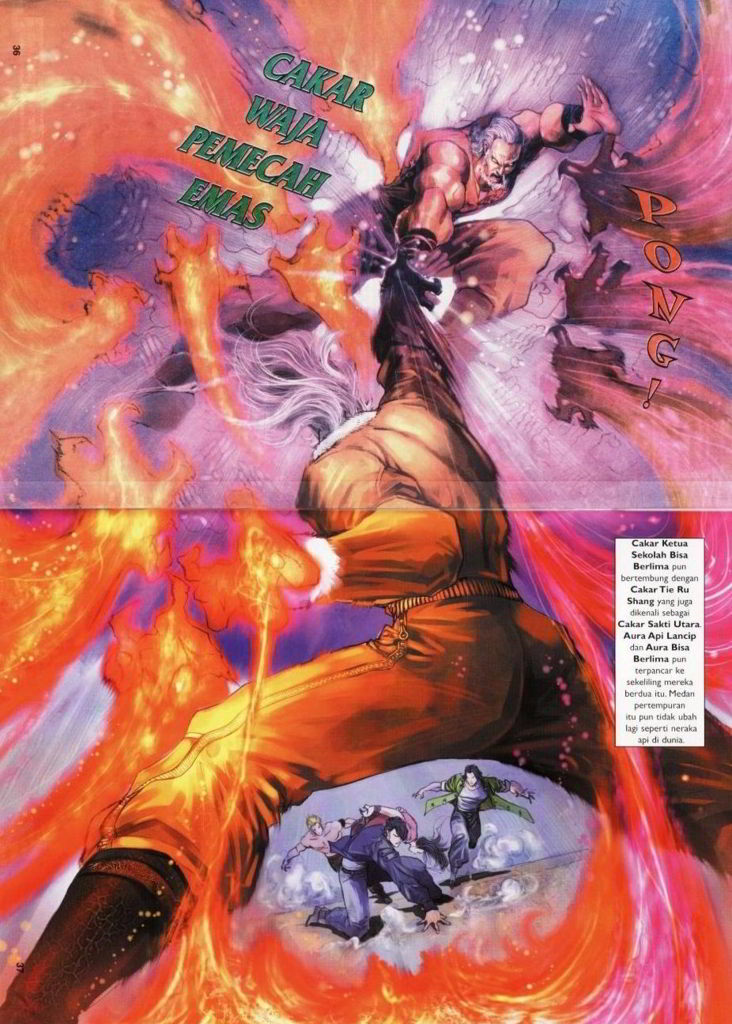 36
CAKAR
WAJA
PEMECAH
EMAS
PONG!
Cakar Ketua
Sekolah Bisa
Berlima pun
bertembung dengan
Cakar Tie Ru
Shang yang juga
dikenali sebagai
Cakar Sakti Utara.
Aura Api Lancip
dan Aura Bisa
Berlima pun
terpancar ke
sekeliling mereka
berdua itu. Medan
pertempuran
itu pun tidak ubah
lagi seperti neraka
api di dunia.
37